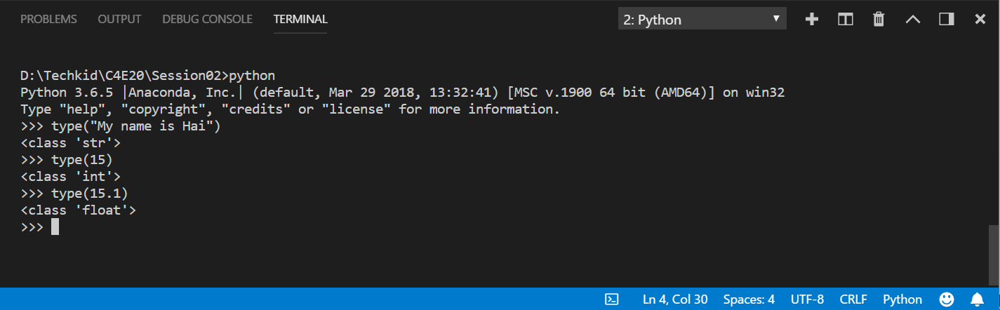 PROBLEMS OUTPUT DEBUG CONSOLE TERMINAL 2: Python
D:\Techkid\C4E20\Session02>python
Python 3.6.5 |Anaconda, Inc.| (default, Mar 29 2018, 13:32:41) [MSC v.1900 64 bit (AMD64)] on win32
Type "help", "copyright", "credits" or "license" for more information.
>>> type("My name is Hai")
<class 'str'>
>>> type(15)
<class 'int'>
>>> type(15.1)
<class 'float'>
>>>
Ln 4, Col 30 Spaces: 4 UTF-8 CRLF Python